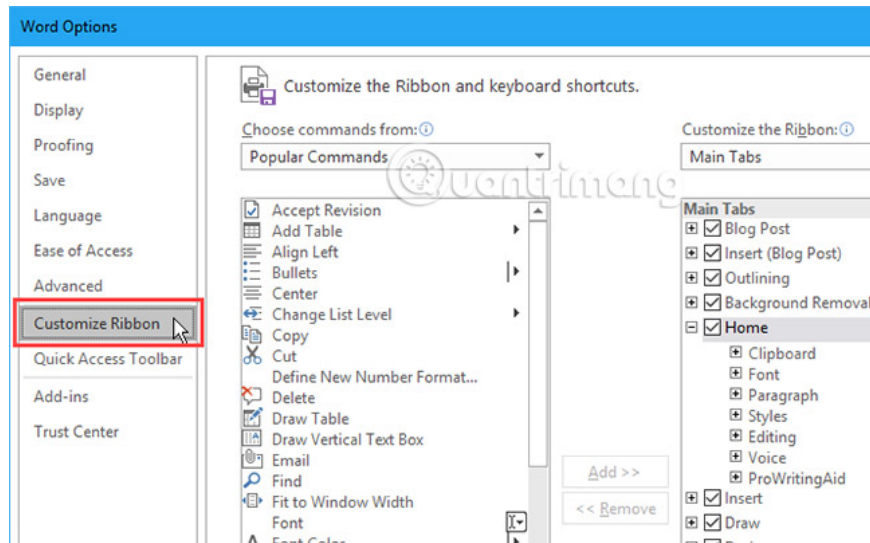 Word Options
General
Display
Proofing
Save
Language
Ease of Access
Advanced
Customize Ribbon
Quick Access Toolbar
Add-ins
Trust Center
Customize the Ribbon and keyboard shortcuts.
Choose commands from:
Popular Commands
Quantrimang
Accept Revision
Add Table
Align Left
Bullets
Center
Change List Level
Copy
Cut
Define New Number Format...
Delete
Draw Table
Draw Vertical Text Box
Email
Find
Fit to Window Width
Font
Font Color
Add >>
<< Remove
Customize the Ribbon:
Main Tabs
Main Tabs
Blog Post
Insert (Blog Post)
Outlining
Background Removal
Home
Clipboard
Font
Paragraph
Styles
Editing
Voice
ProWritingAid
Insert
Draw